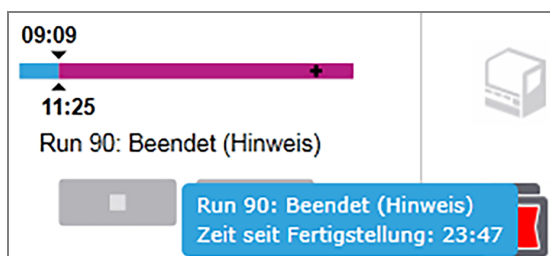 09:09
11:25
Run 90: Beendet (Hinweis)
Run 90: Beendet (Hinweis)
Zeit seit Fertigstellung: 23:47